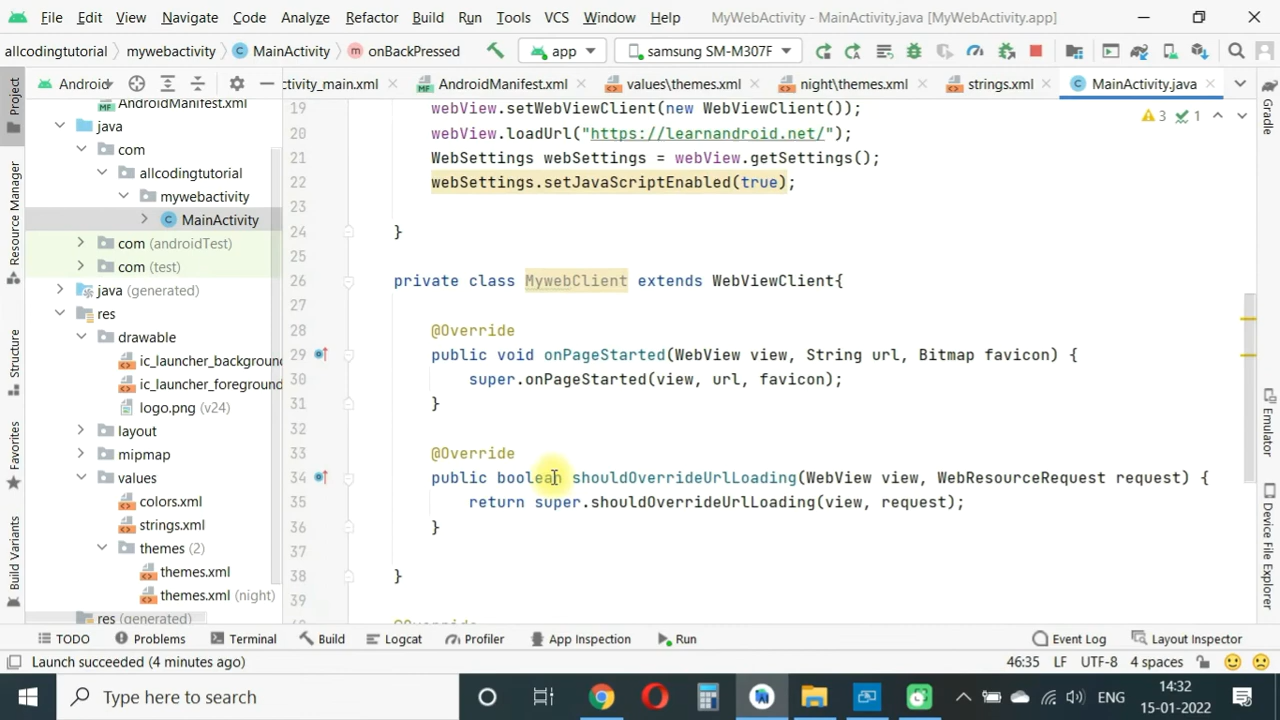 File Edit View Navigate Code Analyze Refactor Build Run Tools VCS Window Help MyWebActivity - MainActivity.java [MyWebActivity.app]
allcodingtutorial mywebactivity MainActivity onBackPressed app samsung SM-M307F
Android ctivity_main.xml AndroidManifest.xml values\themes.xml night\themes.xml strings.xml MainActivity.java
AndroidManifest.xml
java
com
allcodingtutorial
mywebactivity
MainActivity
com (androidTest)
com (test)
java (generated)
res
drawable
ic_launcher_background
ic_launcher_foreground
logo.png (v24)
layout
mipmap
values
colors.xml
strings.xml
themes (2)
themes.xml
themes.xml (night)
res (generated)
Project
Resource Manager
Structure
Favorites
Build Variants
19 webView.setWebViewClient(new WebViewClient());
20 webView.loadUrl("https://learnandroid.net/");
21 WebSettings webSettings = webView.getSettings();
22 webSettings.setJavaScriptEnabled(true);
23
24 }
25
26 private class MywebClient extends WebViewClient{
27
28 @Override
29 public void onPageStarted(WebView view, String url, Bitmap favicon) {
30 super.onPageStarted(view, url, favicon);
31 }
32
33 @Override
34 public boolean shouldOverrideUrlLoading(WebView view, WebResourceRequest request) {
35 return super.shouldOverrideUrlLoading(view, request);
36 }
37
38 }
39
@Override
3 1
Gradle
Emulator
Device File Explorer
TODO Problems Terminal Build Logcat Profiler App Inspection Run Event Log Layout Inspector
Launch succeeded (4 minutes ago) 46:35 LF UTF-8 4 spaces
Type here to search ENG 14:32
15-01-2022